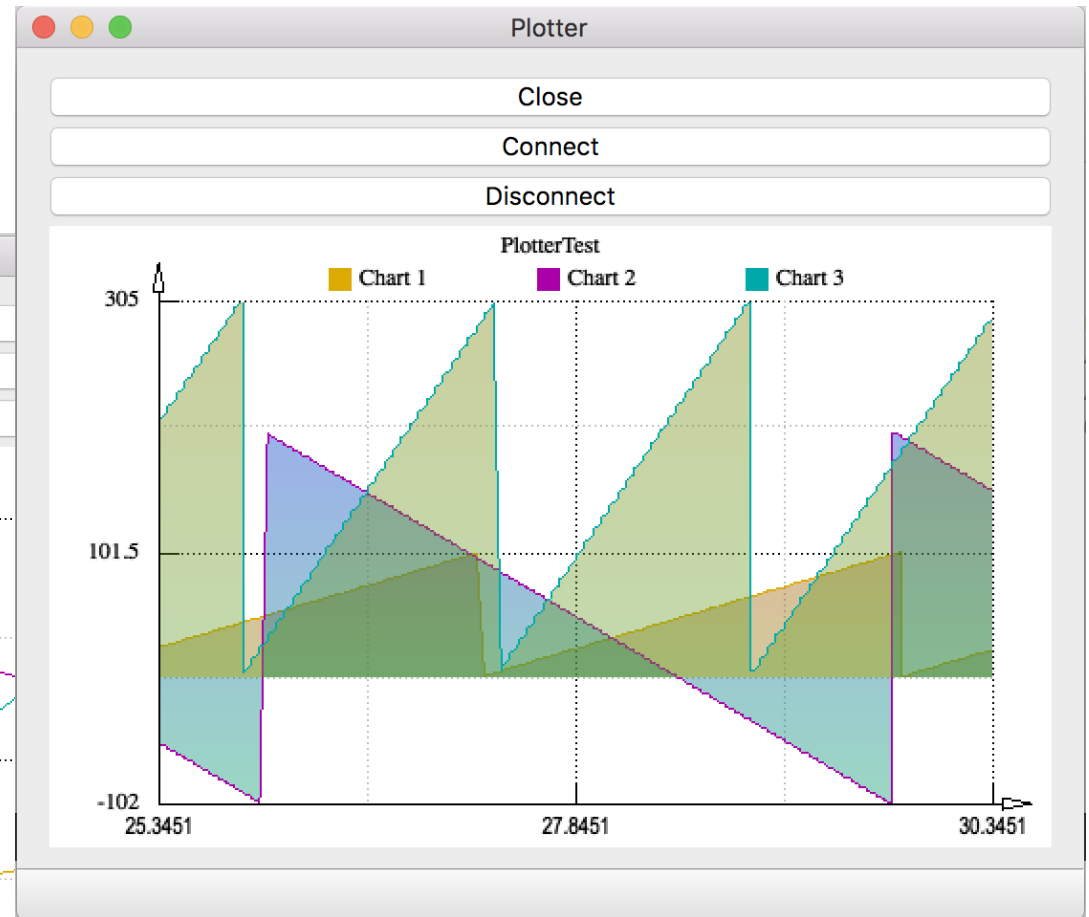 Plotter
Close
Connect
Disconnect
PlotterTest
Chart 1 Chart 2 Chart 3
305
101.5
-102
25.3451 27.8451 30.3451